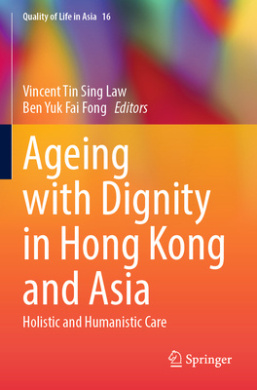 Quality of Life in Asia 16
Vincent Tin Sing Law
Ben Yuk Fai Fong Editors
Ageing
with Dignity
in Hong Kong
and Asia
Holistic and Humanistic Care
Springer